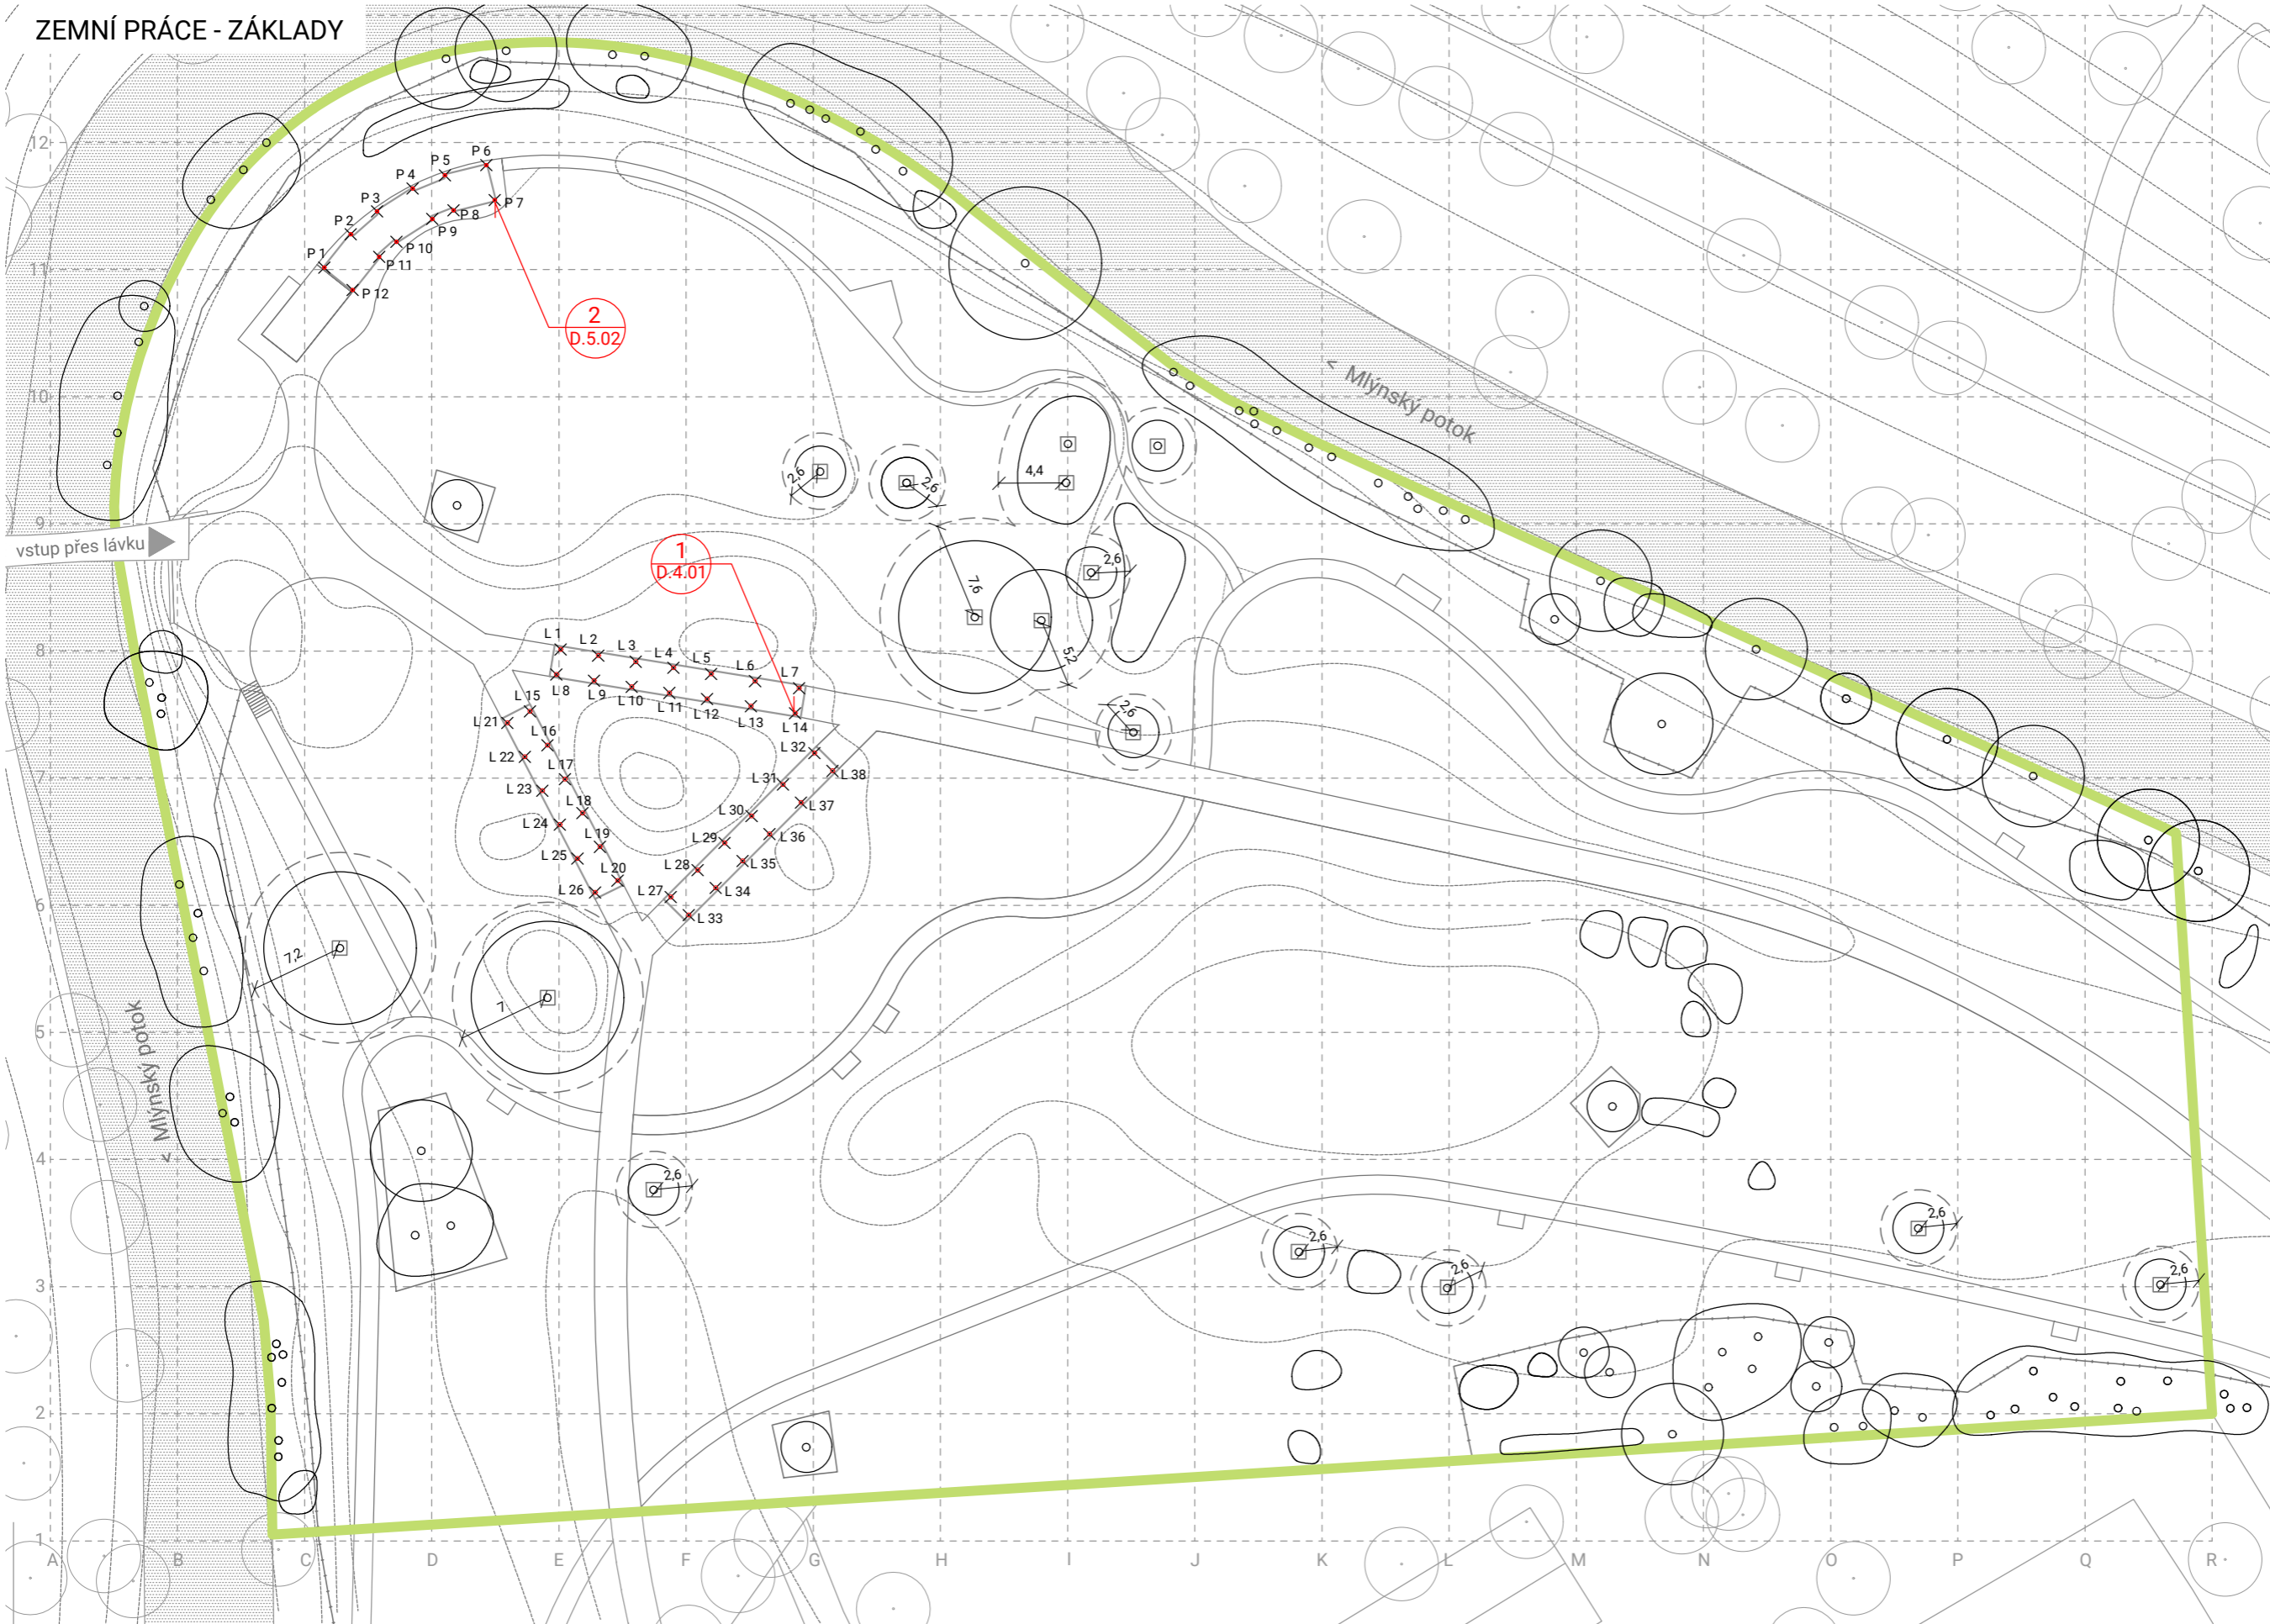 ZEMNÍ PRÁCE - ZÁKLADY
12
P 6
P 5
P 4
P 3
P 7
P 8
P 2
P 9
P 10
P 1
P 11
11
P 12
2
D.5.02
< Mlýnský potok
10
4,4
2,6
2,6
9
vstup přes lávku
1
D.4.01
2,6
7,6
L 1
L 2
L 3
L 4
L 5
L 6
L 7
8
5,2
L 8
L 9
L 10
L 11
L 12
L 13
L 14
L 15
2,6
L 21
L 16
L 32
L 22
L 17
L 31
L 38
7
L 23
L 18
L 30
L 37
L 24
L 19
L 29
L 36
L 25
L 20
L 28
L 35
L 26
L 27
L 34
L 33
6
7,2
7
5
< Mlýnský potok
4
2,6
2,6
2,6
2,6
2,6
3
2
1
A
B
C
D
E
F
G
H
I
J
K
L
M
N
O
P
Q
R